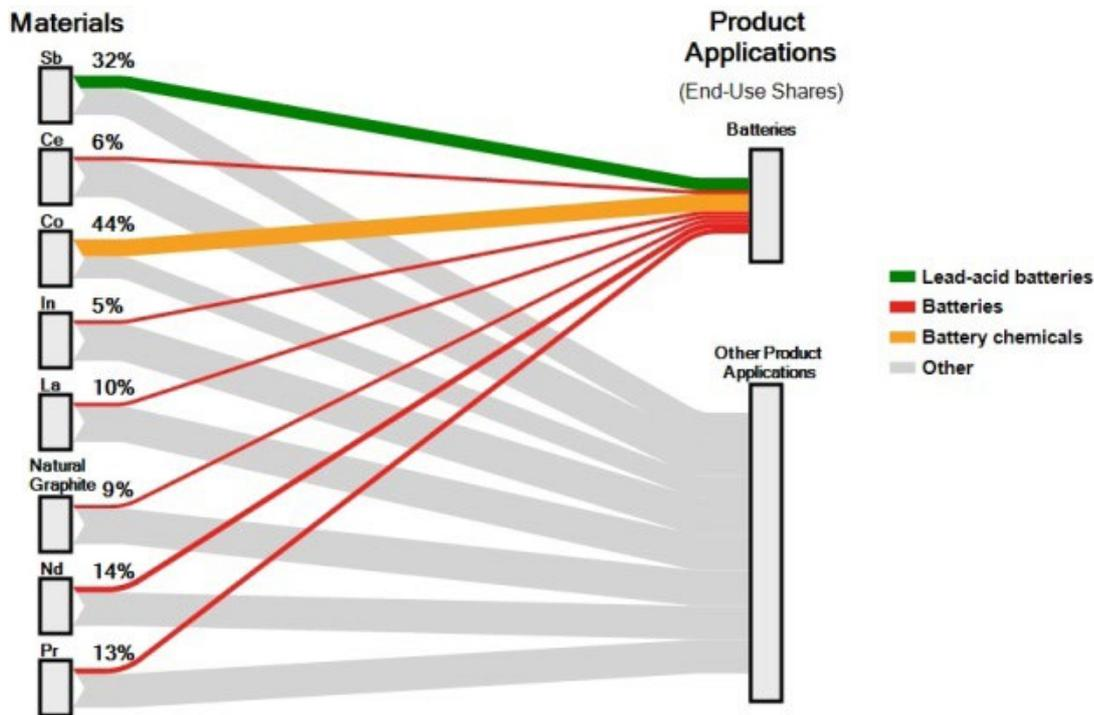 Materials
Product
Applications
(End-Use Shares)
Sb 32%
Batteries
Ce 6%
Co 44%
In 5%
La 10%
Natural
Graphite 9%
Nd 14%
Pr 13%
Other Product
Applications
Lead-acid batteries
Batteries
Battery chemicals
Other